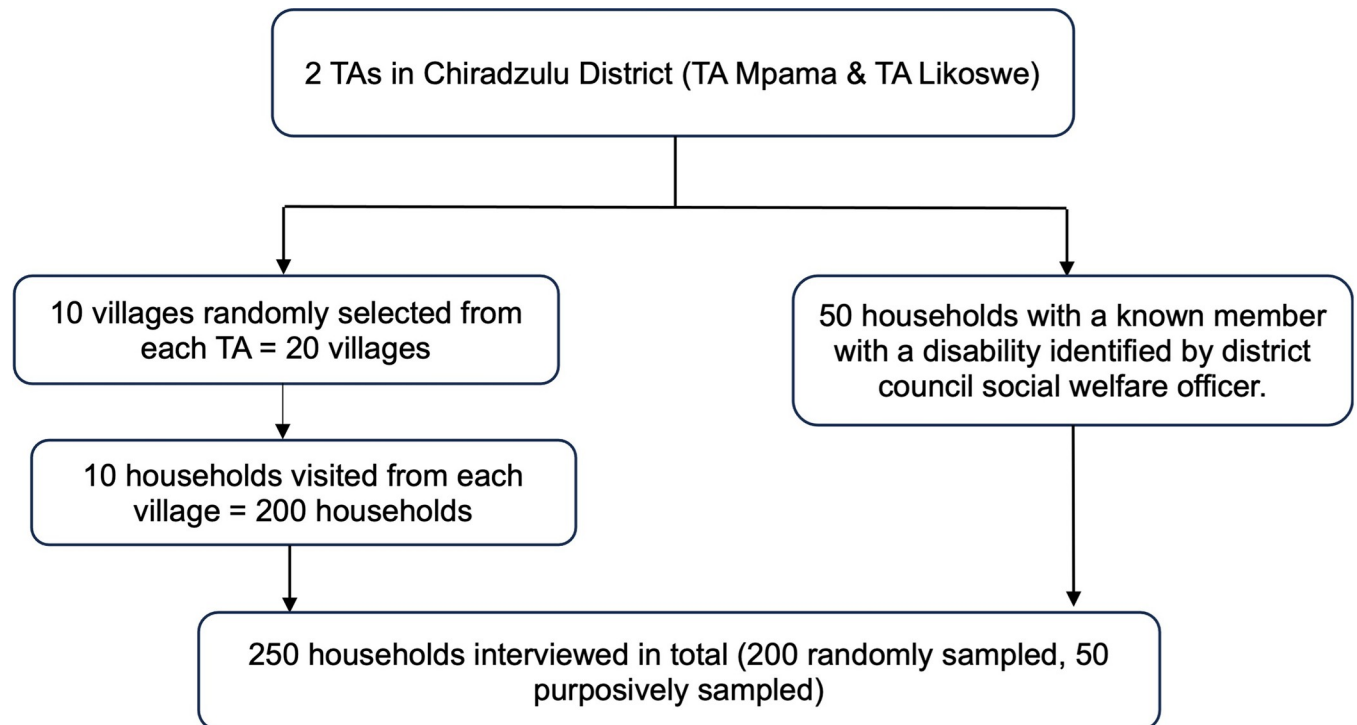 2 TAs in Chiradzulu District (TA Mpama & TA Likoswe)
10 villages randomly selected from
each TA = 20 villages
50 households with a known member
with a disability identified by district
council social welfare officer.
10 households visited from each
village = 200 households
250 households interviewed in total (200 randomly sampled, 50
purposively sampled)